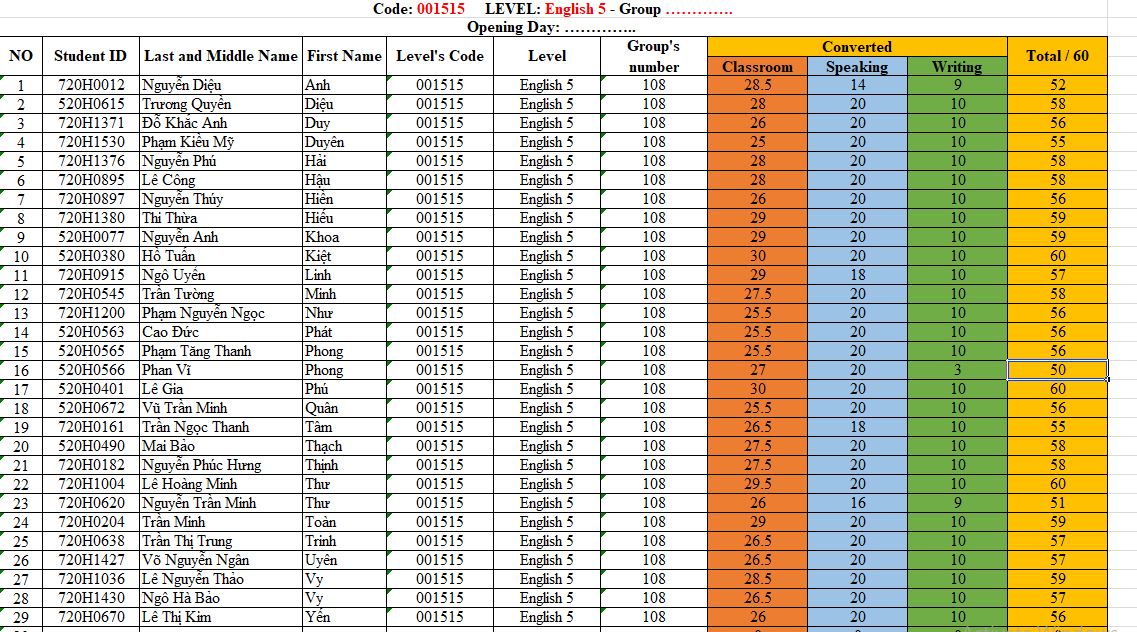 Code: 001515 LEVEL: English 5 - Group ………….
Opening Day: …………..
NO Student ID Last and Middle Name First Name Level's Code Level Group's number Converted Total / 60
Classroom Speaking Writing
1 720H0012 Nguyễn Diệu Anh 001515 English 5 108 28.5 14 9 52
2 520H0615 Trương Quyền Diệu 001515 English 5 108 28 20 10 58
3 720H1371 Đỗ Khắc Anh Duy 001515 English 5 108 26 20 10 56
4 720H1530 Phạm Kiều Mỹ Duyên 001515 English 5 108 25 20 10 55
5 720H1376 Nguyễn Phú Hải 001515 English 5 108 28 20 10 58
6 720H0895 Lê Công Hậu 001515 English 5 108 28 20 10 58
7 720H0897 Nguyễn Thúy Hiền 001515 English 5 108 26 20 10 56
8 720H1380 Thi Thừa Hiếu 001515 English 5 108 29 20 10 59
9 520H0077 Nguyễn Anh Khoa 001515 English 5 108 29 20 10 59
10 520H0380 Hồ Tuấn Kiệt 001515 English 5 108 30 20 10 60
11 720H0915 Ngô Uyển Linh 001515 English 5 108 29 18 10 57
12 720H0545 Trần Tường Minh 001515 English 5 108 27.5 20 10 58
13 720H1200 Phạm Nguyễn Ngọc Như 001515 English 5 108 25.5 20 10 56
14 520H0563 Cao Đức Phát 001515 English 5 108 25.5 20 10 56
15 520H0565 Phạm Tăng Thanh Phong 001515 English 5 108 25.5 20 10 56
16 520H0566 Phan Vĩ Phong 001515 English 5 108 27 20 3 50
17 520H0401 Lê Gia Phú 001515 English 5 108 30 20 10 60
18 520H0672 Vũ Trần Minh Quân 001515 English 5 108 25.5 20 10 56
19 720H0161 Trần Ngọc Thanh Tâm 001515 English 5 108 26.5 18 10 55
20 520H0490 Mai Bảo Thạch 001515 English 5 108 27.5 20 10 58
21 720H0182 Nguyễn Phúc Hưng Thịnh 001515 English 5 108 27.5 20 10 58
22 720H1004 Lê Hoàng Minh Thư 001515 English 5 108 29.5 20 10 60
23 720H0620 Nguyễn Trần Minh Thư 001515 English 5 108 26 16 9 51
24 720H0204 Trần Minh Toàn 001515 English 5 108 29 20 10 59
25 720H0638 Trần Thị Trung Trinh 001515 English 5 108 26.5 20 10 57
26 720H1427 Võ Nguyễn Ngân Uyên 001515 English 5 108 26.5 20 10 57
27 720H1036 Lê Nguyễn Thảo Vy 001515 English 5 108 28.5 20 10 59
28 720H1430 Ngô Hà Bảo Vy 001515 English 5 108 26.5 20 10 57
29 720H0670 Lê Thị Kim Yến 001515 English 5 108 26 20 10 56